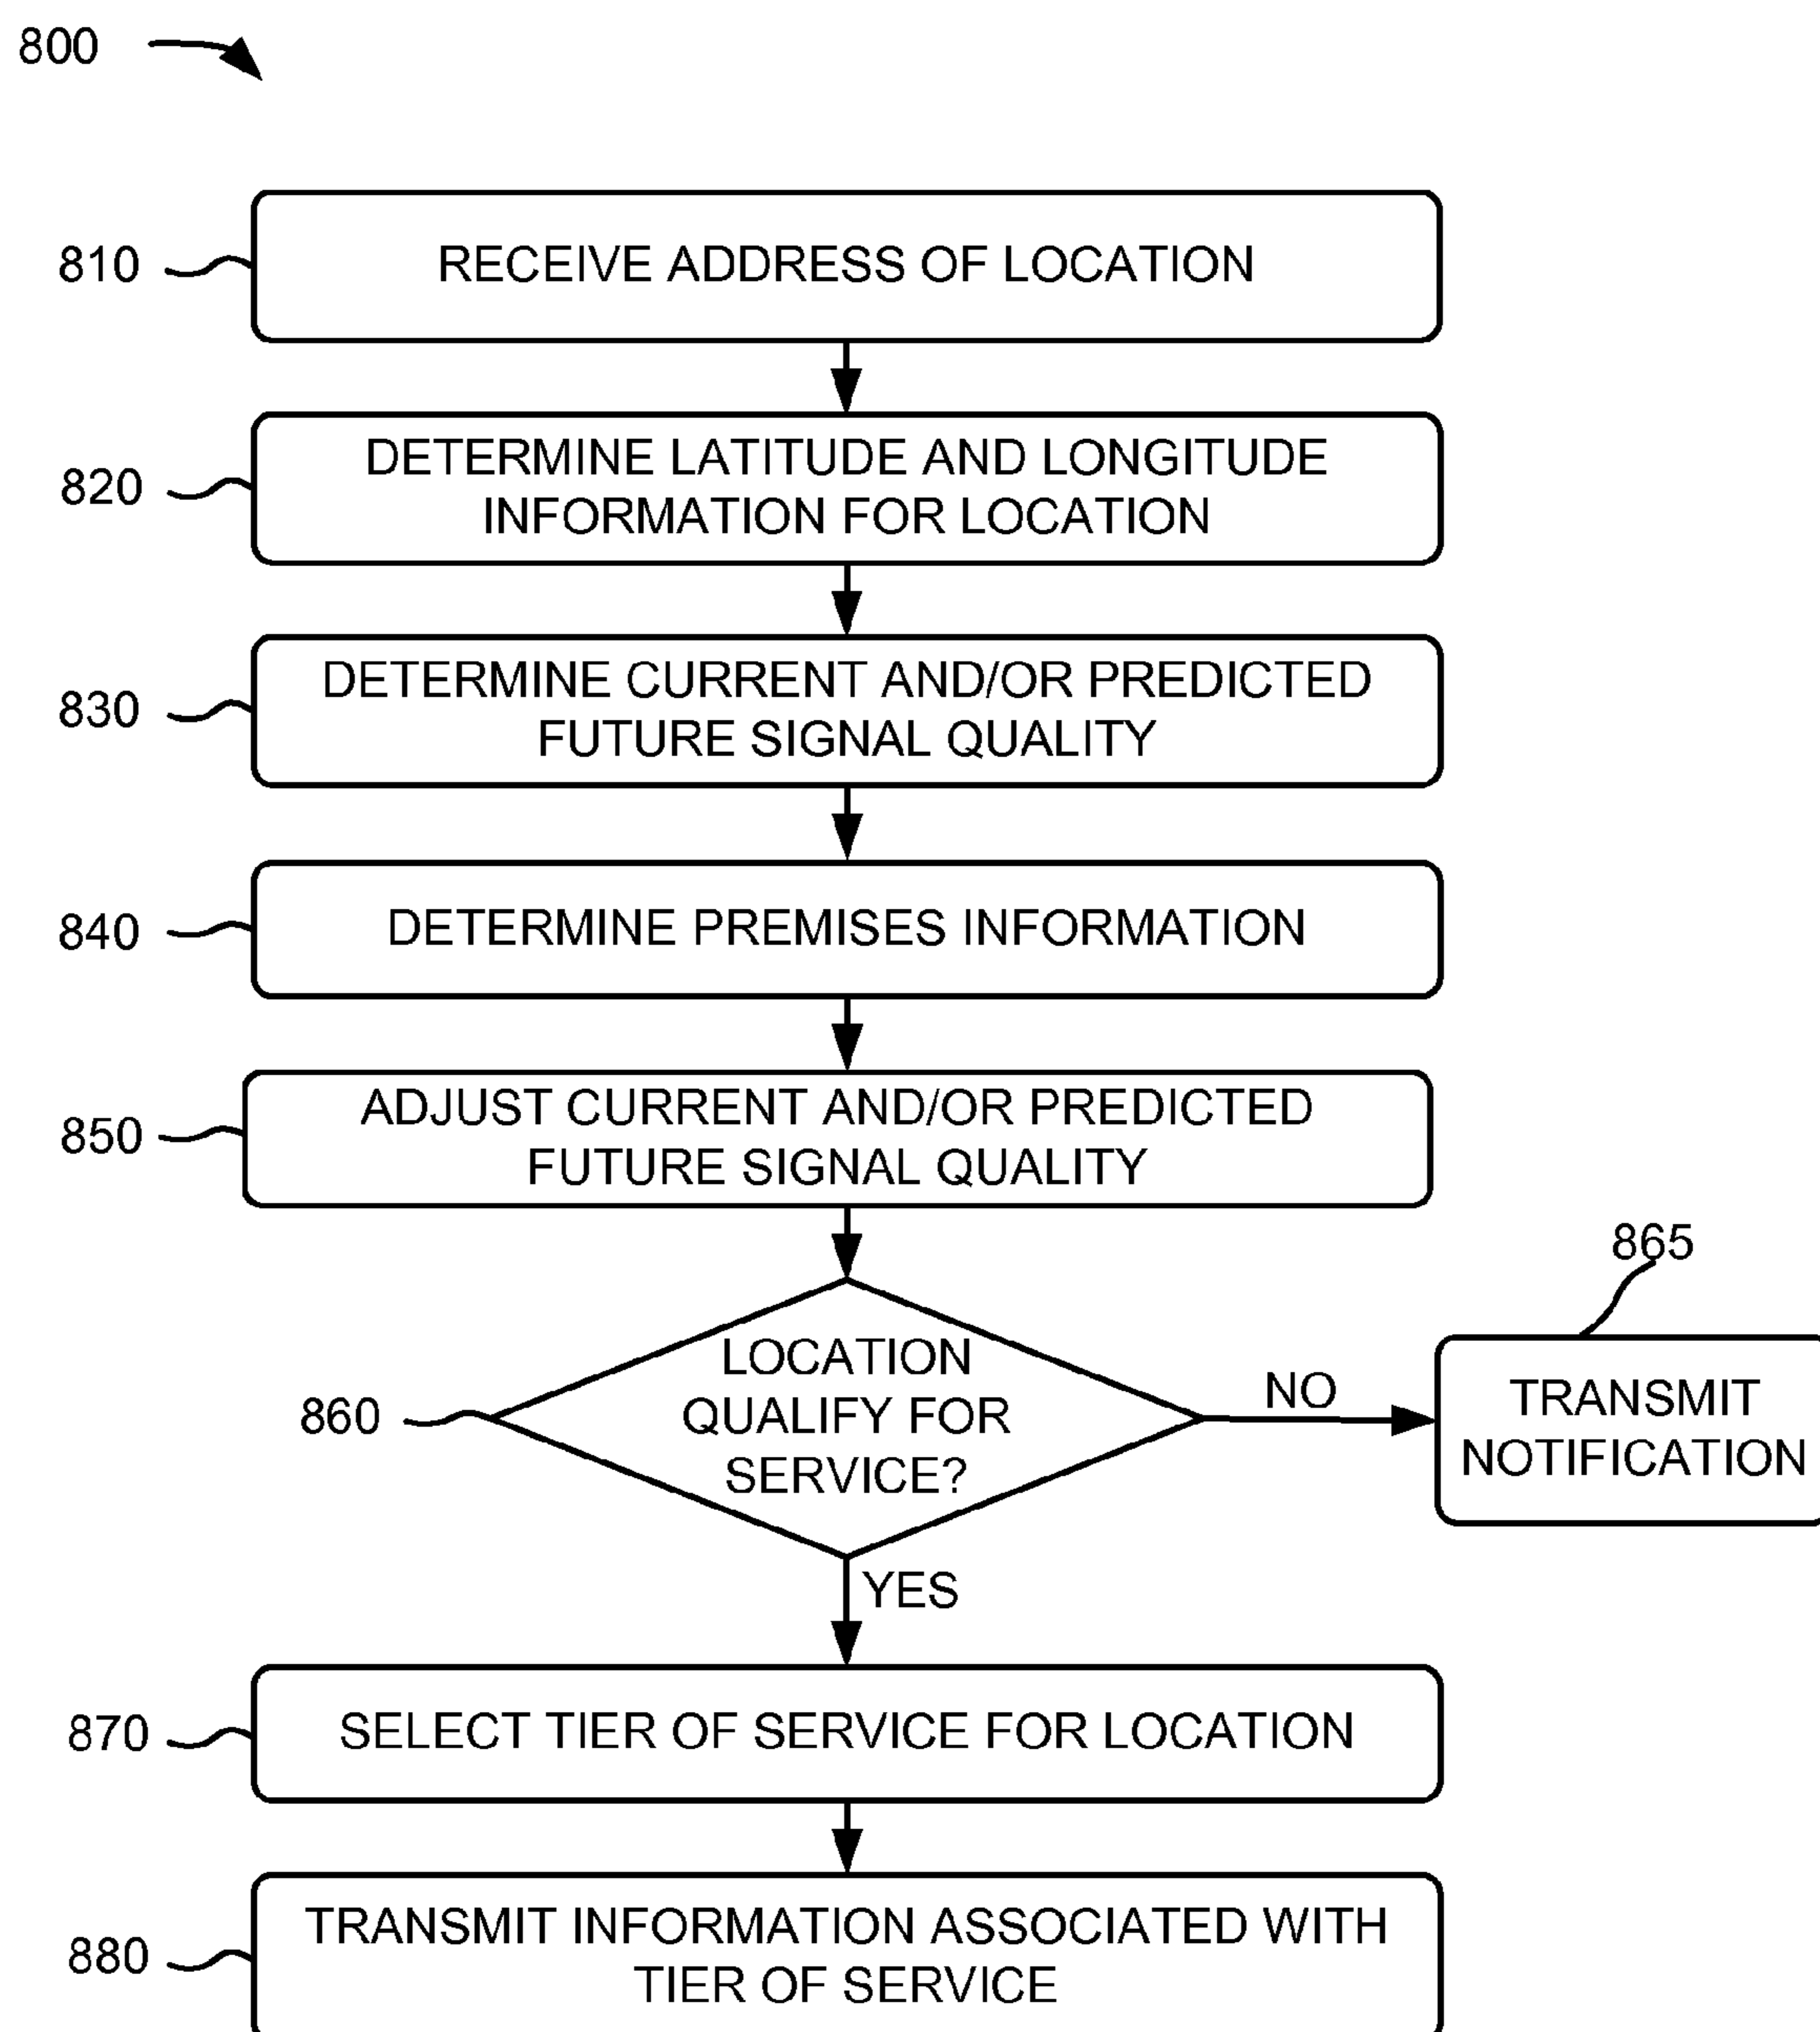 800
810
RECEIVE ADDRESS OF LOCATION
820
DETERMINE LATITUDE AND LONGITUDE
INFORMATION FOR LOCATION
830
DETERMINE CURRENT AND/OR PREDICTED
FUTURE SIGNAL QUALITY
840
DETERMINE PREMISES INFORMATION
850
ADJUST CURRENT AND/OR PREDICTED
FUTURE SIGNAL QUALITY
860
LOCATION
QUALIFY FOR
SERVICE?
NO
865
TRANSMIT
NOTIFICATION
YES
870
SELECT TIER OF SERVICE FOR LOCATION
880
TRANSMIT INFORMATION ASSOCIATED WITH
TIER OF SERVICE